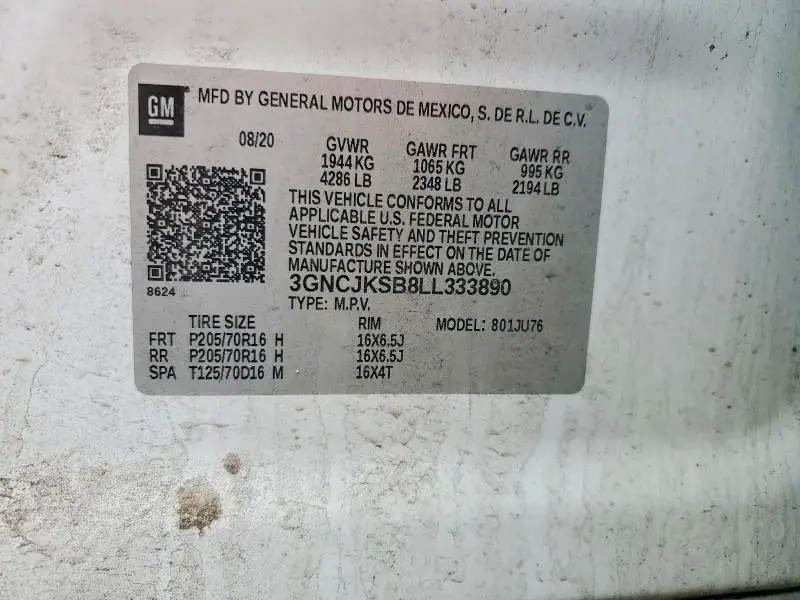 GM MFD BY GENERAL MOTORS DE MEXICO, S. DE R.L. DE C.V.
08/20 GVWR GAWR FRT GAWR RR
1944 KG 1065 KG 995 KG
4286 LB 2348 LB 2194 LB
THIS VEHICLE CONFORMS TO ALL
APPLICABLE U.S. FEDERAL MOTOR
VEHICLE SAFETY AND THEFT PREVENTION
STANDARDS IN EFFECT ON THE DATE OF
MANUFACTURE SHOWN ABOVE.
8624 3GNCJKSB8LL333890
TYPE: M.P.V.
TIRE SIZE RIM MODEL: 801JU76
FRT P205/70R16 H 16X6.5J
RR P205/70R16 H 16X6.5J
SPA T125/70D16 M 16X4T